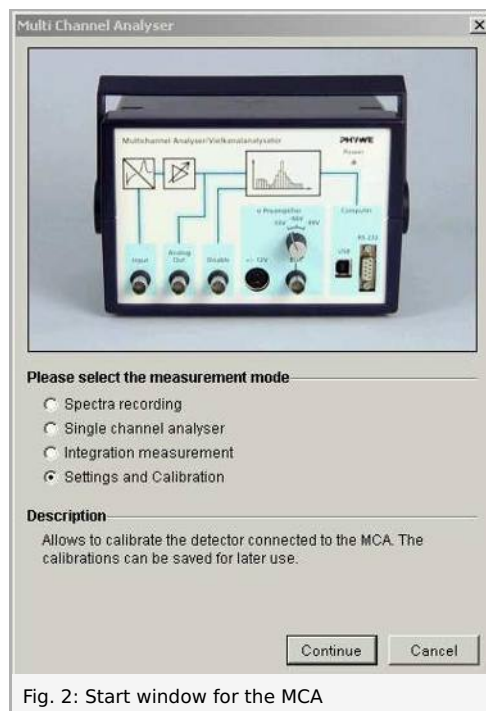 Multi Channel Analyser
Multichannel Analyser/Vielkanalanalysator
PHYWE
Power
α Preamplifier
Computer
Input
Analog
Out
Disable
+/- 12V
USB
RS 232
Please select the measurement mode
Spectra recording
Single channel analyser
Integration measurement
Settings and Calibration
Description
Allows to calibrate the detector connected to the MCA. The
calibrations can be saved for later use.
Continue
Cancel
Fig. 2: Start window for the MCA